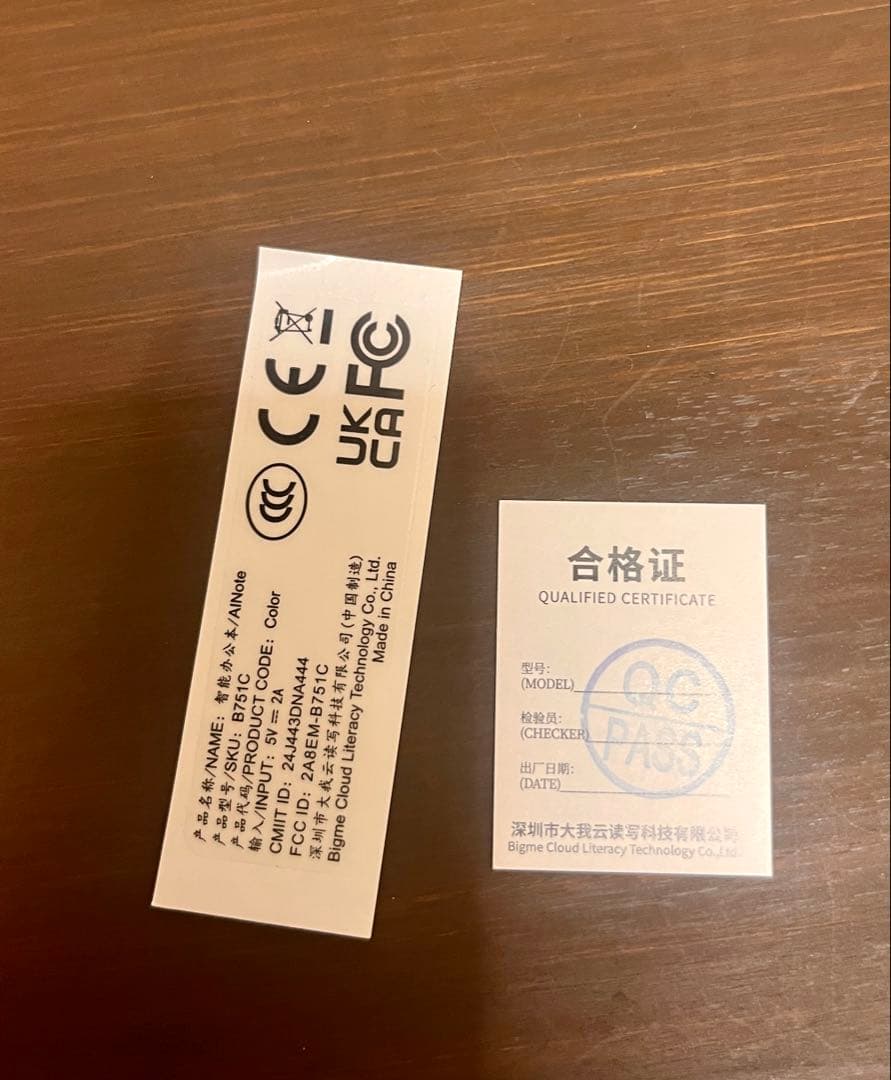 产品名称/NAME：智能办公本/AINote
产品型号/SKU：B751C
产品代码/PRODUCT CODE：Color
输入/INPUT：5V ⎓ 2A
CMIIT ID：24J443DNA444
FCC ID：2A8EM-B751C
深圳市大我云读写科技有限公司(中国制造)
Bigme Cloud Literacy Technology Co., Ltd.
Made in China
CCC
CE
UK
CA
FC
合格证
QUALIFIED CERTIFICATE
型号：
(MODEL)
检验员：
(CHECKER)
出厂日期：
(DATE)
QC
PASS
深圳市大我云读写科技有限公司
Bigme Cloud Literacy Technology Co.,Ltd.